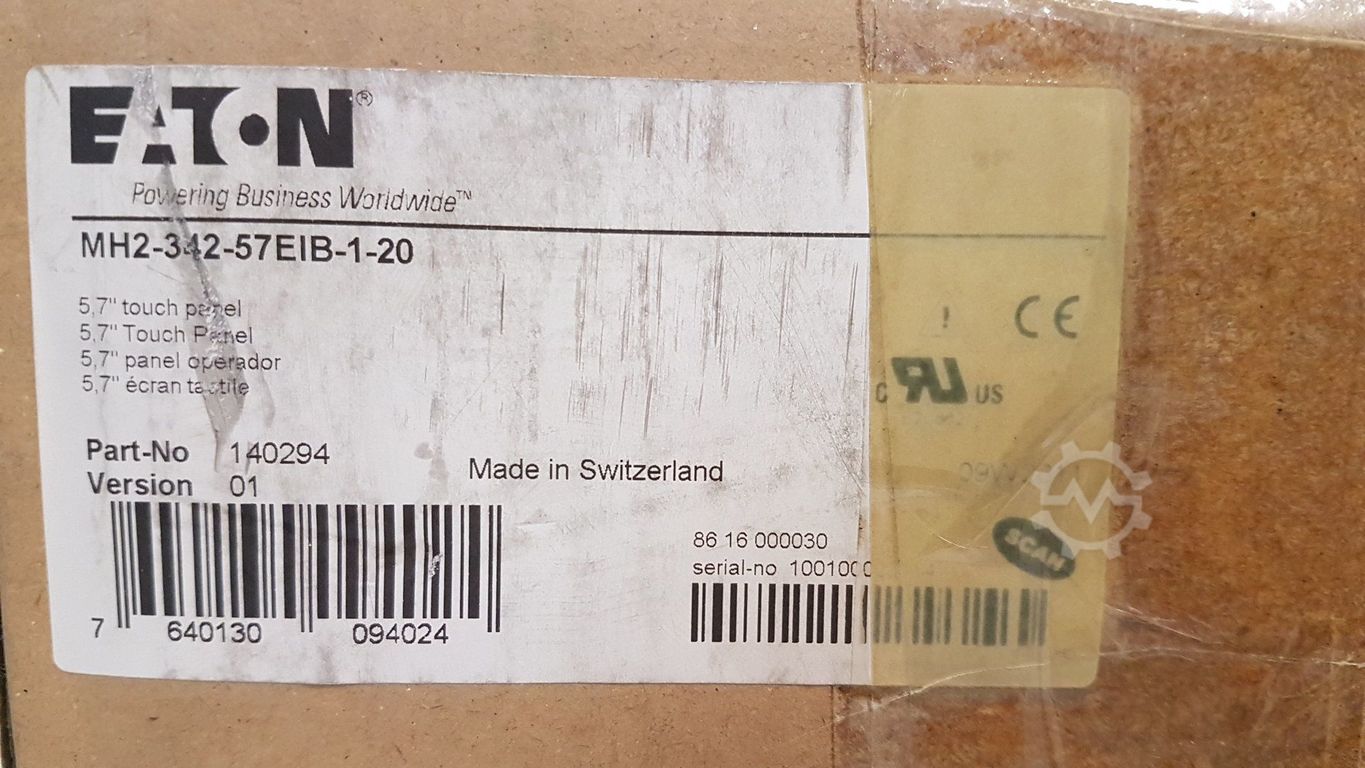 EATON®
Powering Business Worldwide™
MH2-342-57EIB-1-20
5,7" touch panel
5,7" Touch Panel
5,7" panel operador
5,7" écran tactile
! CE
C US
Part-No 140294
Version 01
Made in Switzerland
86 16 000030
serial-no 100100
SCAN
7 640130 094024